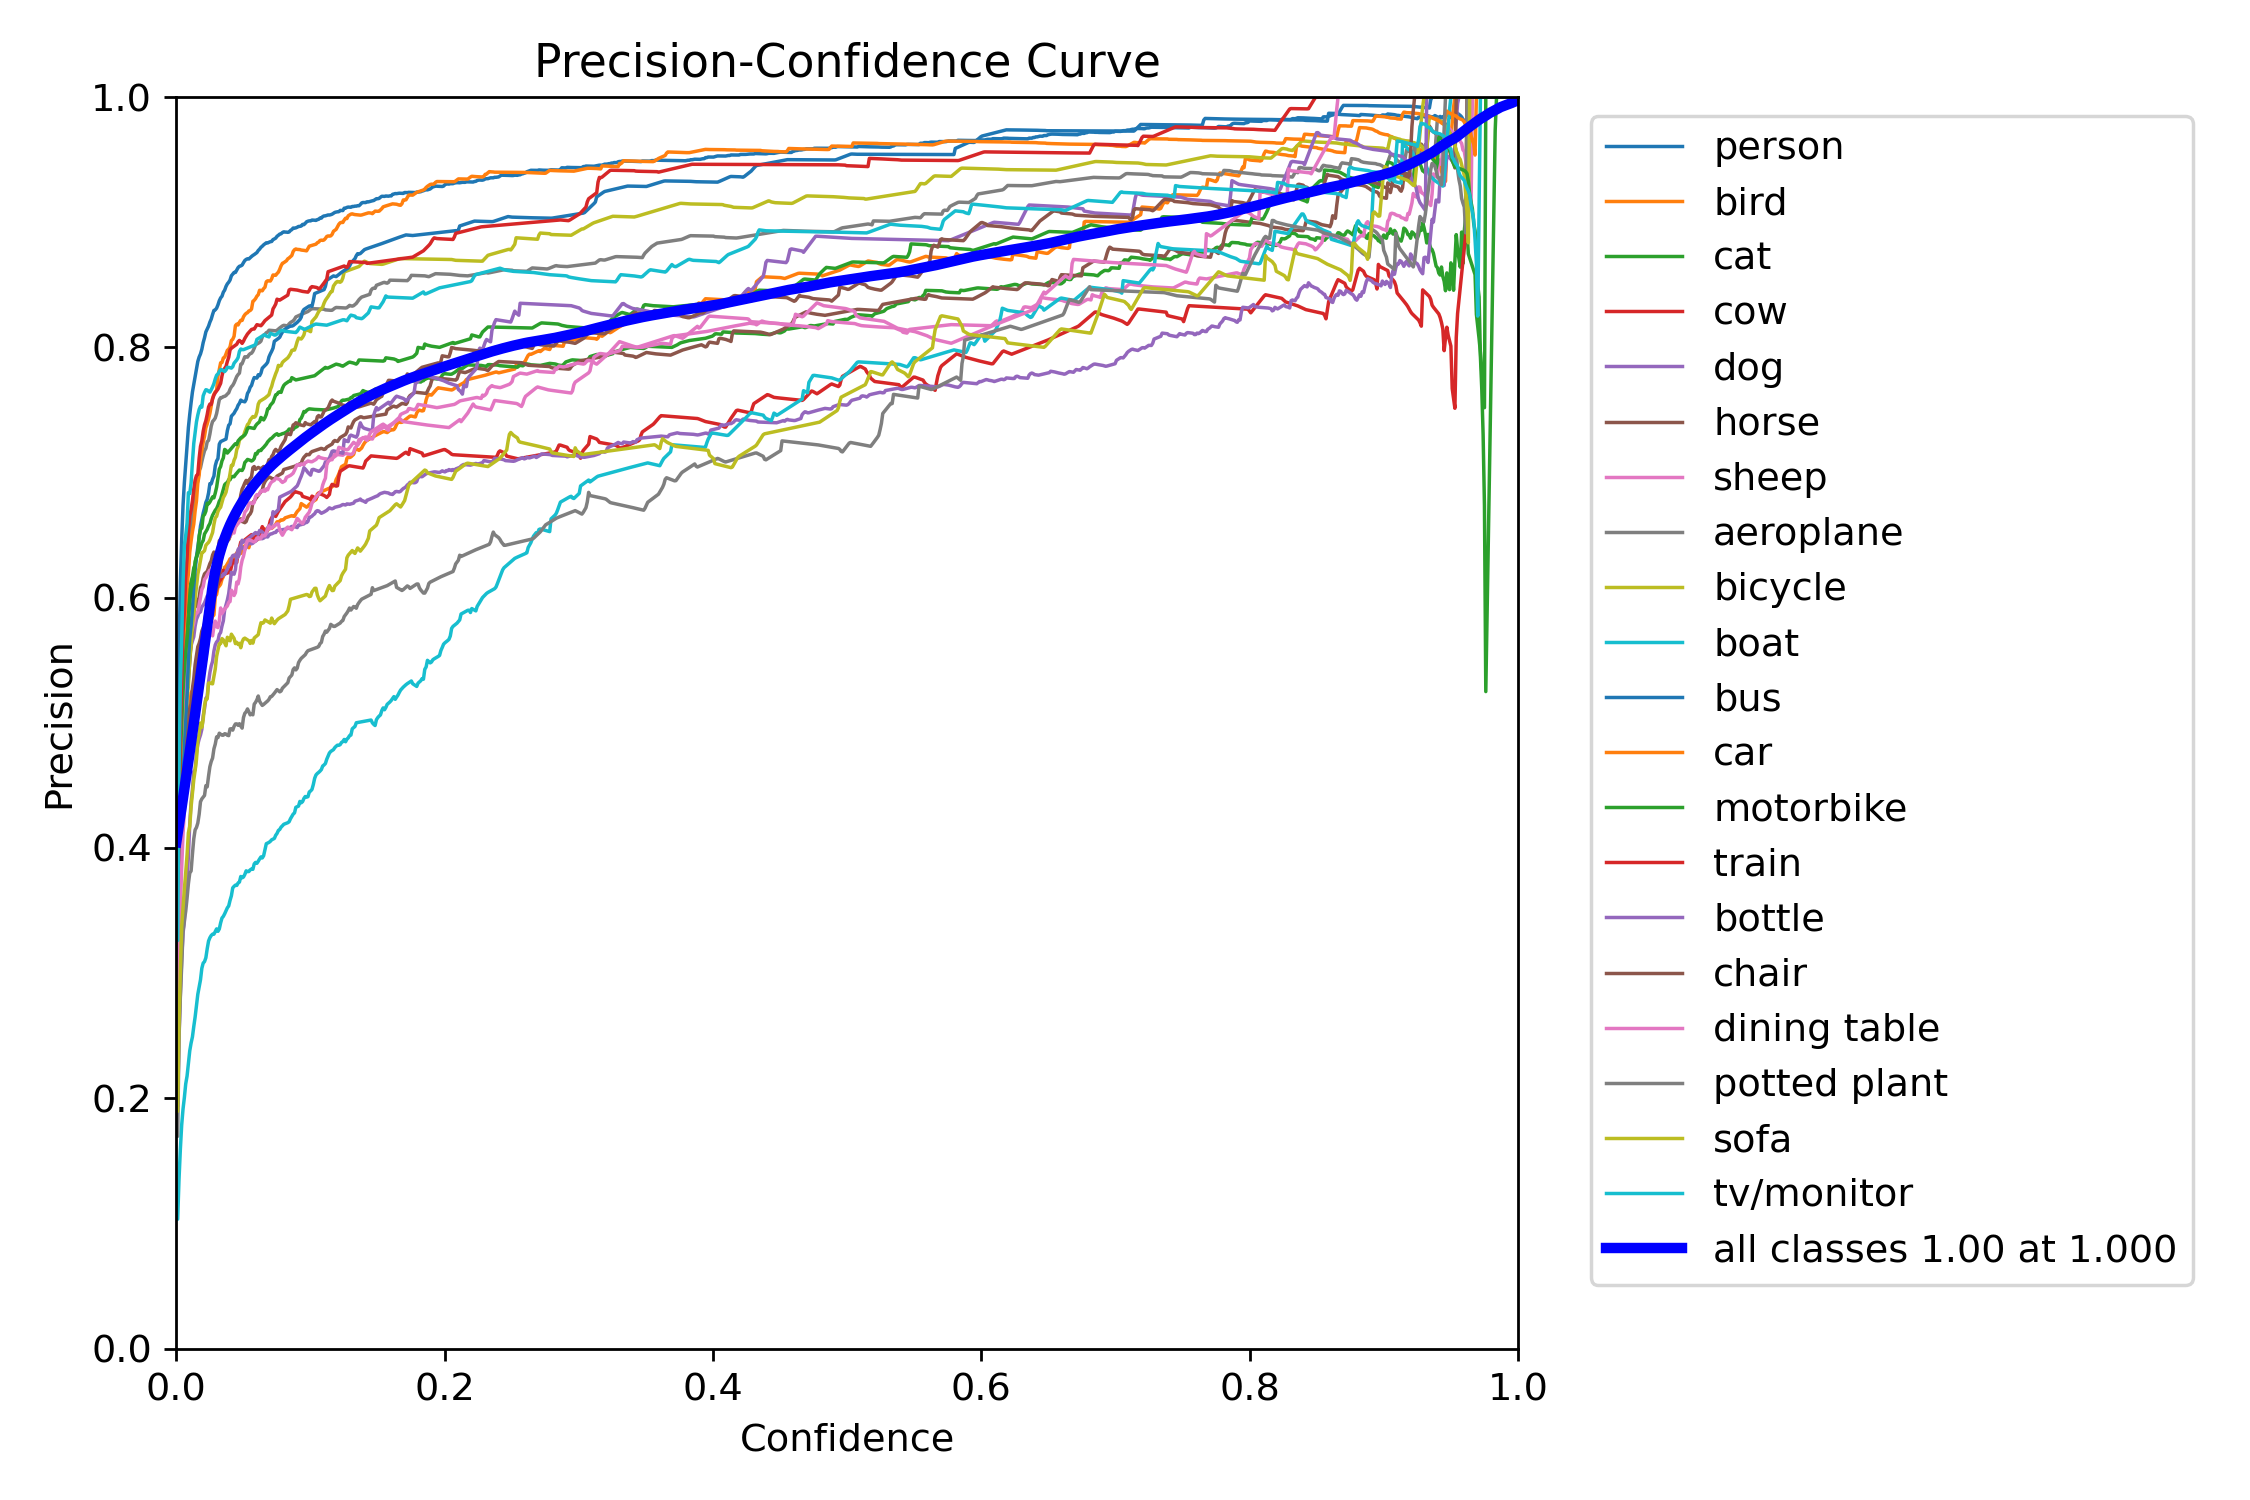 Precision-Confidence Curve
1.0
0.8
0.6
0.4
0.2
0.0
Precision
0.0 0.2 0.4 0.6 0.8 1.0
Confidence
person
bird
cat
cow
dog
horse
sheep
aeroplane
bicycle
boat
bus
car
motorbike
train
bottle
chair
dining table
potted plant
sofa
tv/monitor
all classes 1.00 at 1.000